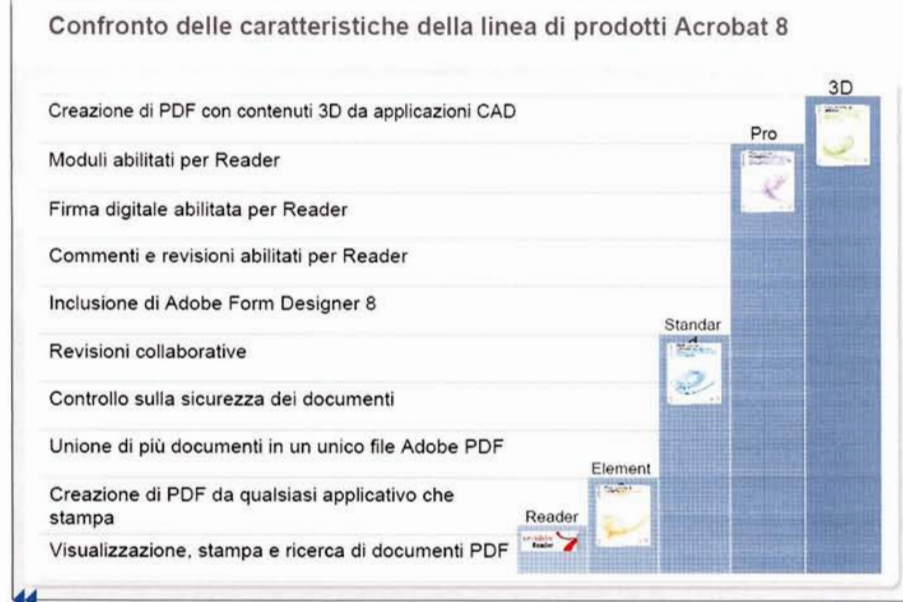 Confronto delle caratteristiche della linea di prodotti Acrobat 8
3D
Creazione di PDF con contenuti 3D da applicazioni CAD
Pro
Moduli abilitati per Reader
Firma digitale abilitata per Reader
Commenti e revisioni abilitati per Reader
Inclusione di Adobe Form Designer 8
Standar
d
Revisioni collaborative
Controllo sulla sicurezza dei documenti
Unione di più documenti in un unico file Adobe PDF
Element
Creazione di PDF da qualsiasi applicativo che
stampa
Reader
Reader
Visualizzazione, stampa e ricerca di documenti PDF